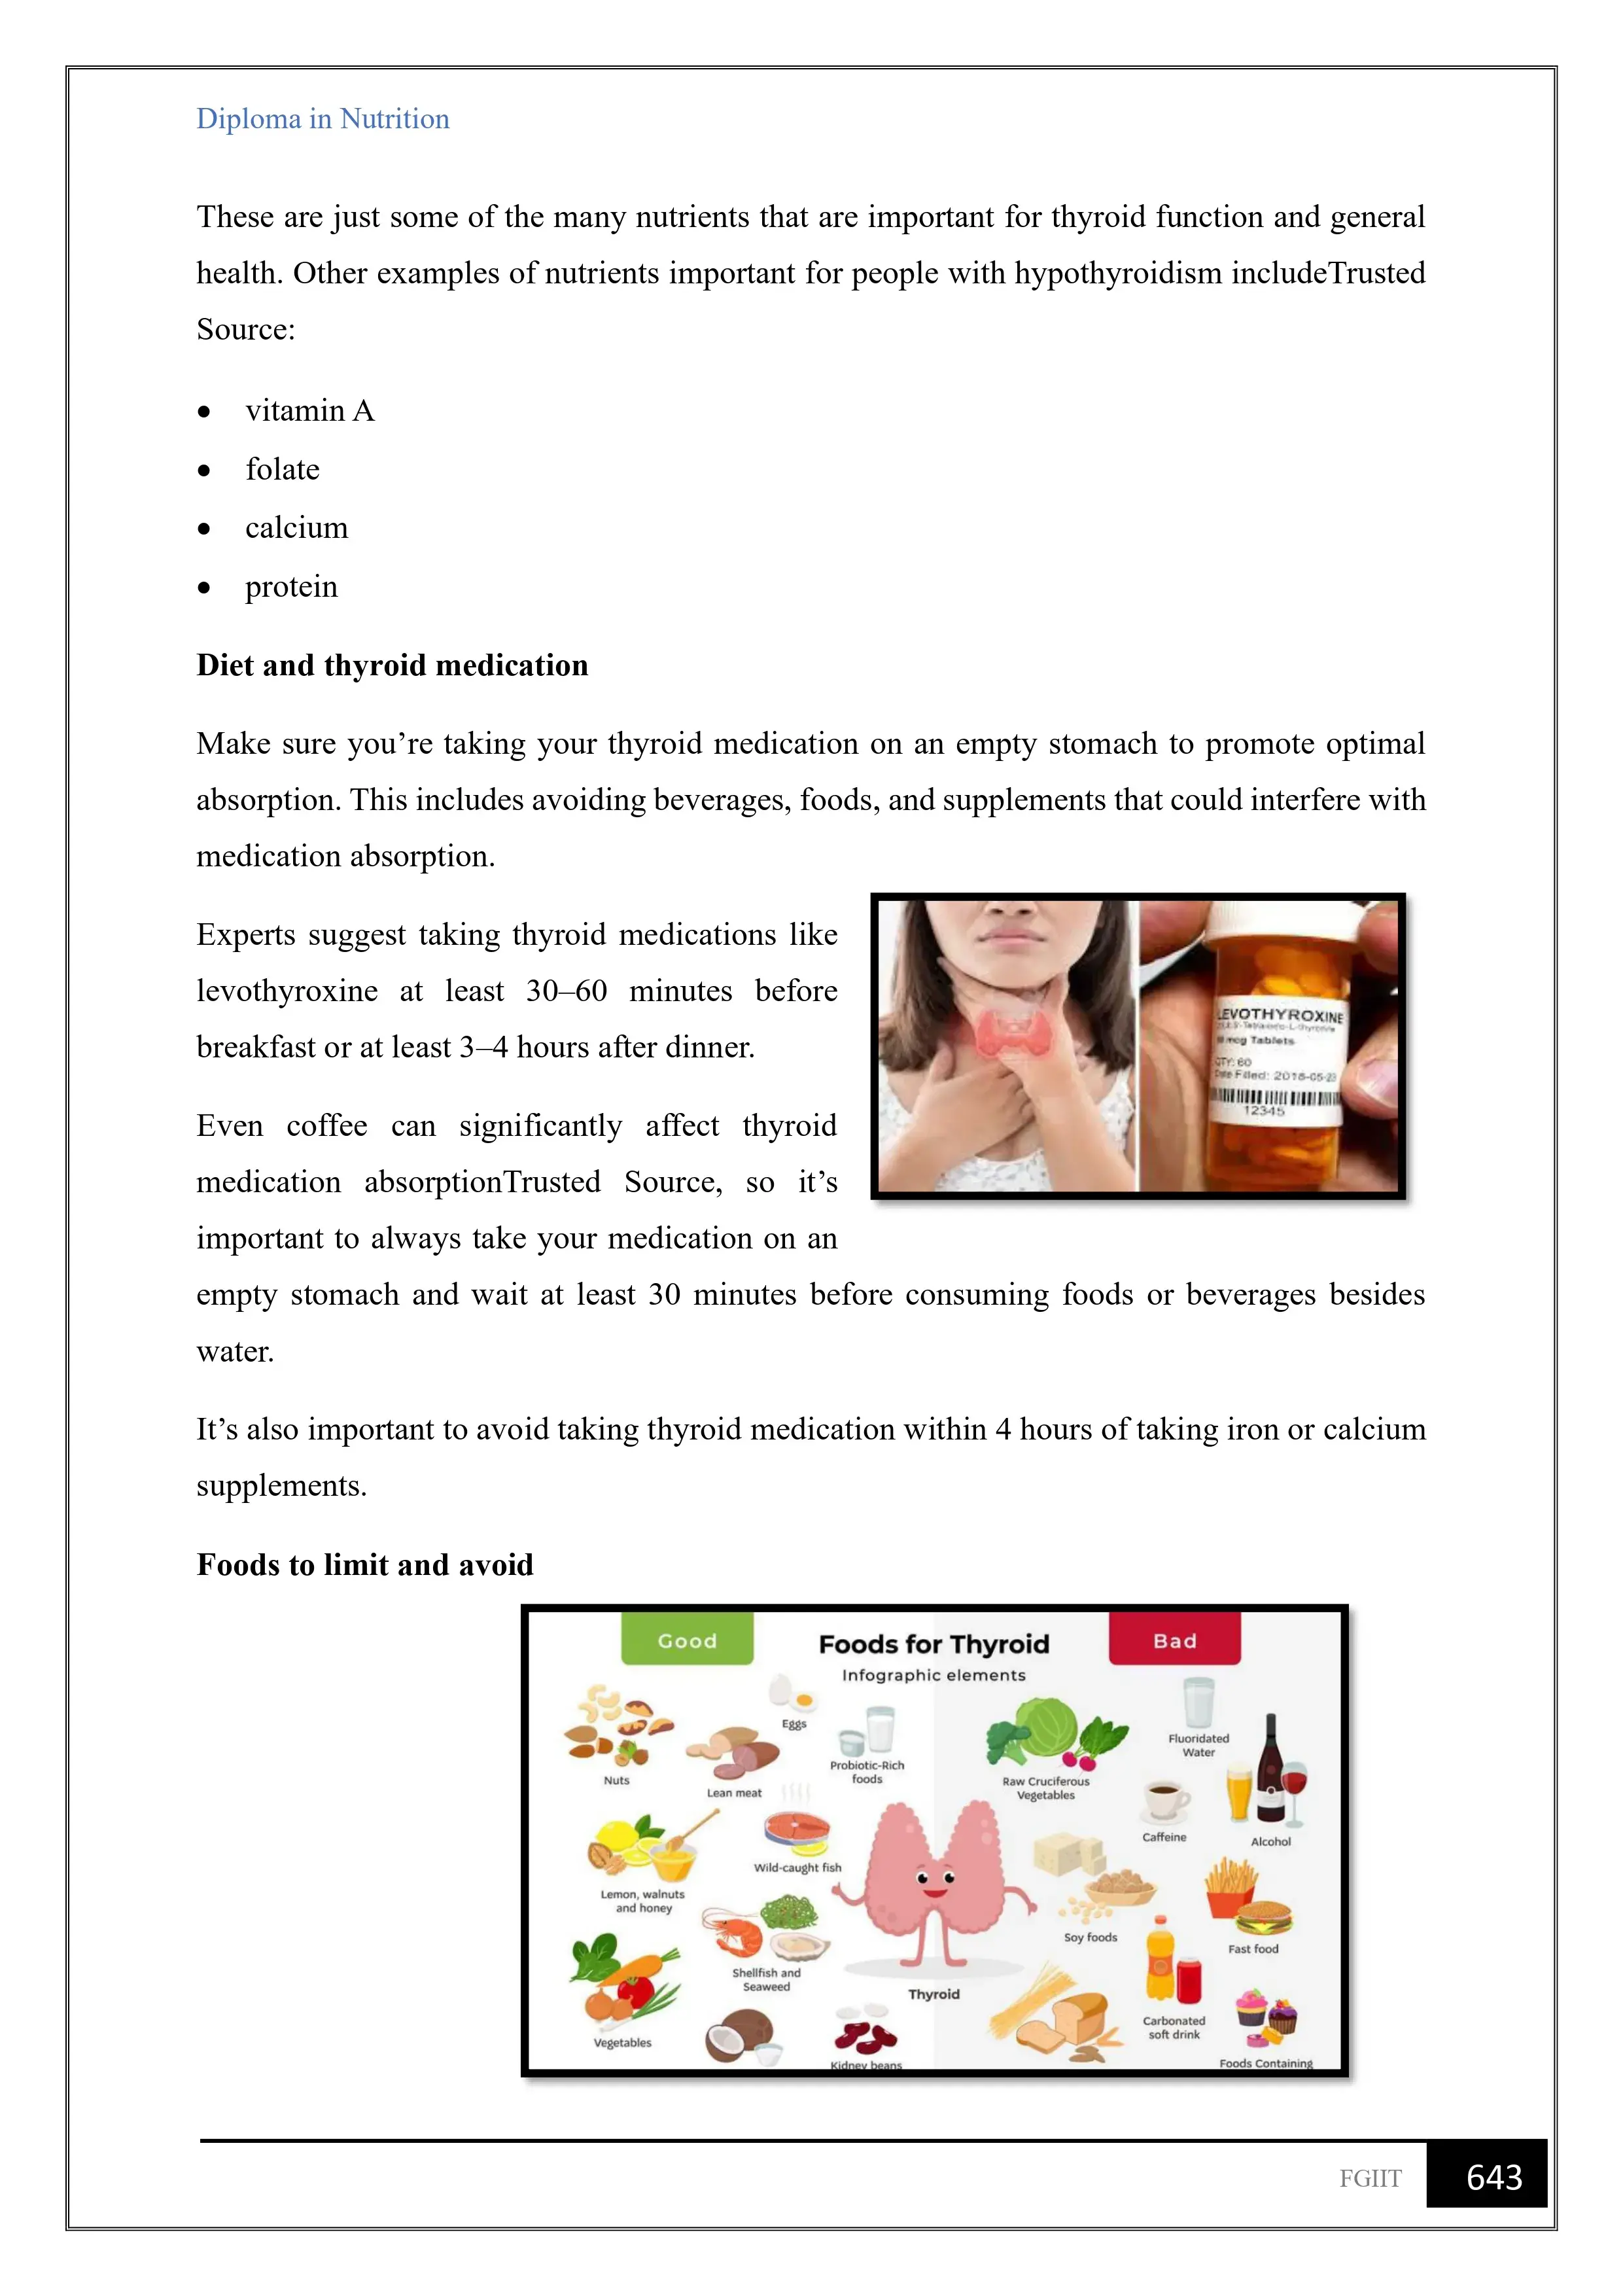 Diploma in Nutrition
These are just some of the many nutrients that are important for thyroid function and general
health. Other examples of nutrients important for people with hypothyroidism includeTrusted
Source:
• vitamin A
• folate
• calcium
• protein
Diet and thyroid medication
Make sure you’re taking your thyroid medication on an empty stomach to promote optimal
absorption. This includes avoiding beverages, foods, and supplements that could interfere with
medication absorption.
Experts suggest taking thyroid medications like
levothyroxine at least 30–60 minutes before
breakfast or at least 3–4 hours after dinner.
LEVOTHYROXINE
mcg Tablets
QTY: 60
Date Filled: 2018-05-23
12345
Even coffee can significantly affect thyroid
medication absorptionTrusted Source, so it’s
important to always take your medication on an
empty stomach and wait at least 30 minutes before consuming foods or beverages besides
water.
It’s also important to avoid taking thyroid medication within 4 hours of taking iron or calcium
supplements.
Foods to limit and avoid
Good
Foods for Thyroid
Infographic elements
Bad
Nuts
Lean meat
Eggs
Probiotic-Rich
foods
Lemon, walnuts
and honey
Wild-caught fish
Vegetables
Shellfish and
Seaweed
Kidney beans
Thyroid
Raw Cruciferous
Vegetables
Fluoridated
Water
Caffeine
Alcohol
Soy foods
Fast food
Carbonated
soft drink
Foods Containing
FGIIT
643